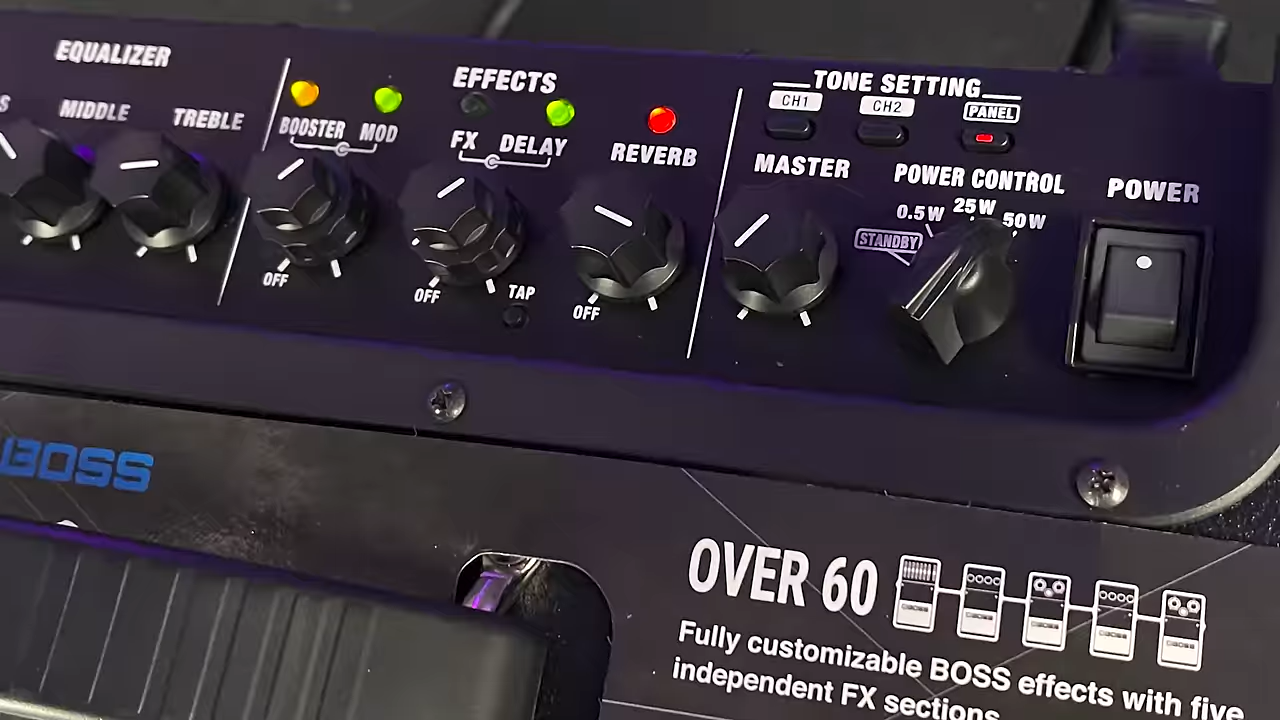 EQUALIZER
MIDDLE
TREBLE
EFFECTS
BOOSTER
MOD
FX
DELAY
REVERB
OFF
OFF
TAP
OFF
TONE SETTING
CH1
CH2
PANEL
MASTER
POWER CONTROL
POWER
STANDBY
0.5W
25W
50W
BOSS
OVER 60
Fully customizable BOSS effects with five
independent FX sections